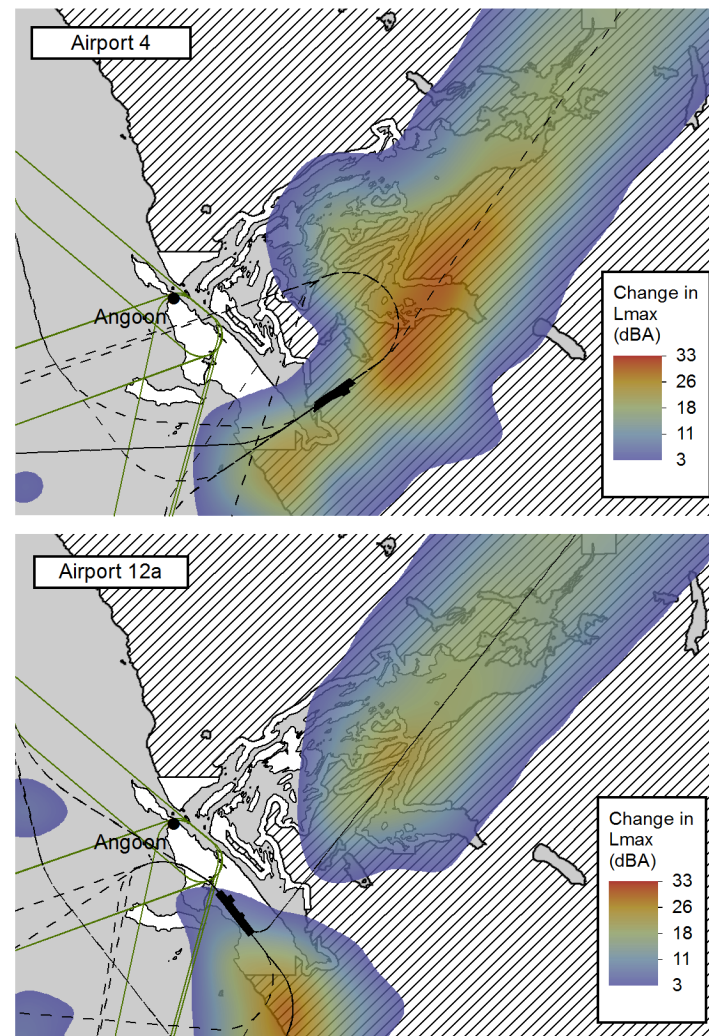 Airport 4
Angoon
Change in
Lmax
(dBA)
33
26
18
11
3
Airport 12a
Angoon
Change in
Lmax
(dBA)
33
26
18
11
3